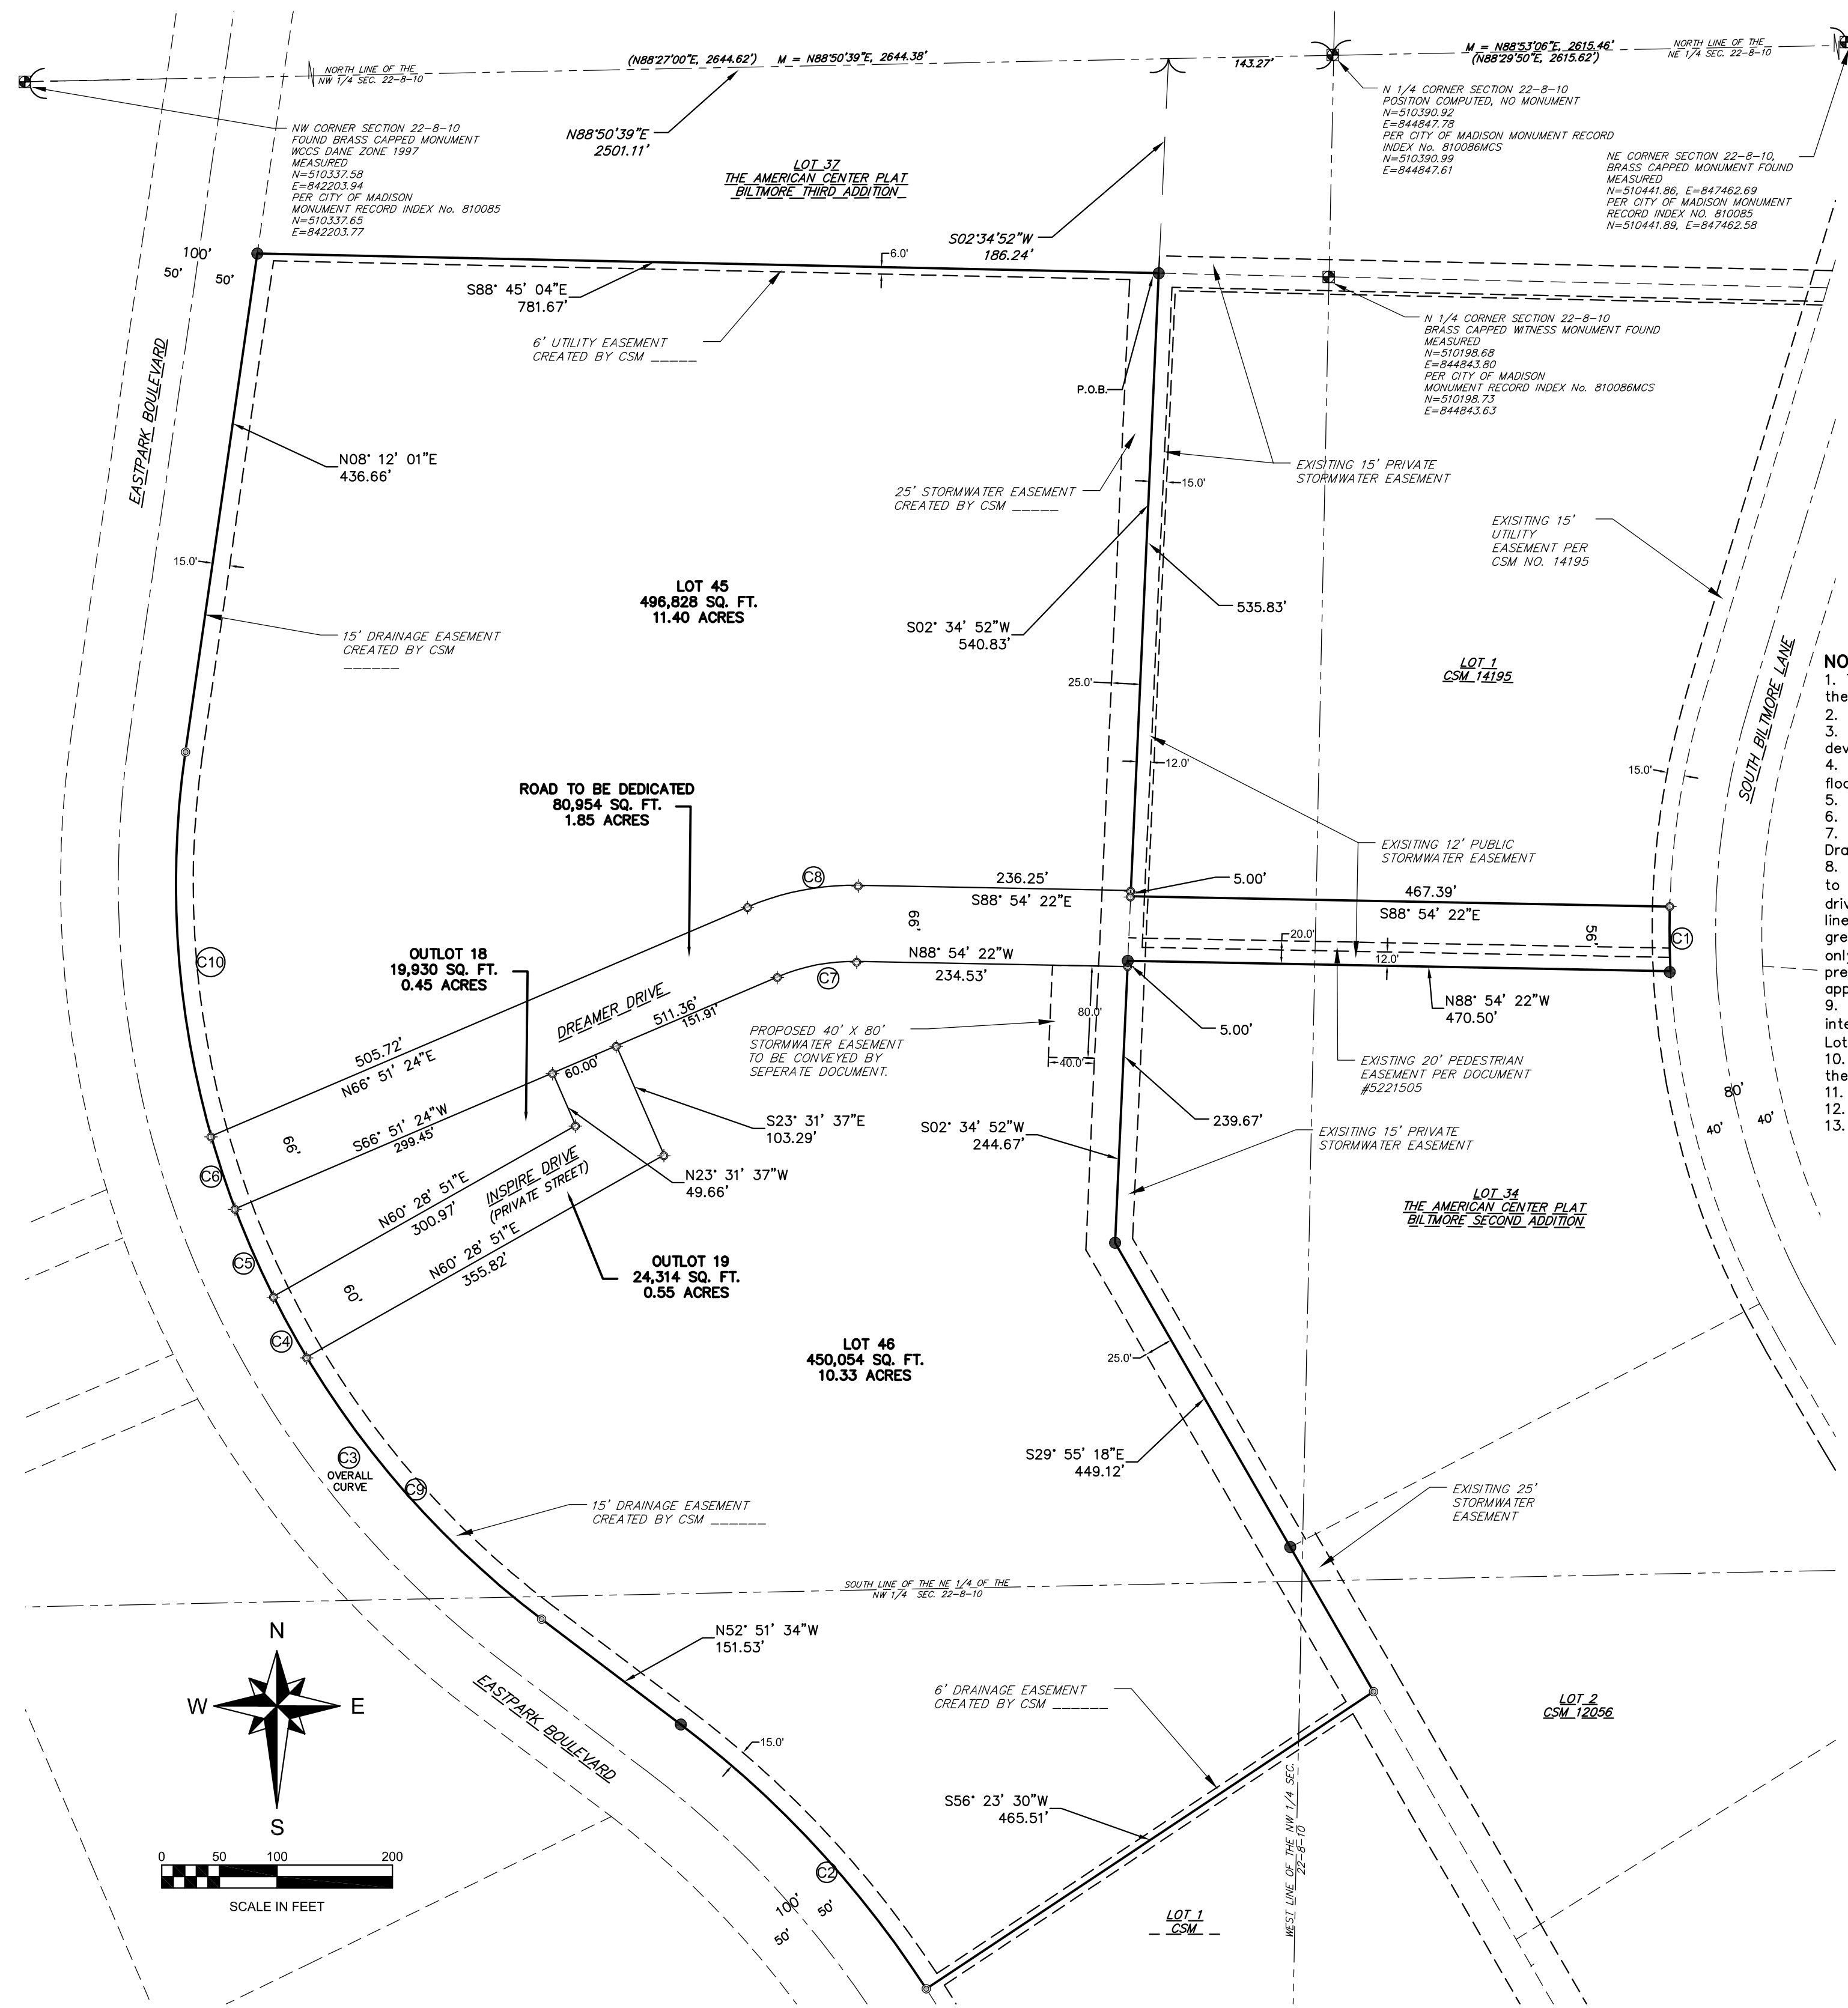 (N88°27'00"E, 2644.62') M = N88°50'39"E, 2644.38'
M = N88°53'06"E, 2615.46'
(N88°29'50"E, 2615.62')
NORTH LINE OF THE
NW 1/4 SEC. 22-8-10
NORTH LINE OF THE
NE 1/4 SEC. 22-8-10
143.27'
NW CORNER SECTION 22-8-10
FOUND BRASS CAPPED MONUMENT
WCCS DANE ZONE 1997
MEASURED
N=510337.58
E=842203.94
PER CITY OF MADISON
MONUMENT RECORD INDEX No. 810085
N=510337.65
E=842203.77
N88°50'39"E
2501.11'
LOT 37
THE AMERICAN CENTER PLAT
BILTMORE THIRD ADDITION
N 1/4 CORNER SECTION 22-8-10
POSITION COMPUTED, NO MONUMENT
N=510390.92
E=844847.78
PER CITY OF MADISON MONUMENT RECORD
INDEX No. 810086MCS
N=510390.99
E=844847.61
NE CORNER SECTION 22-8-10,
BRASS CAPPED MONUMENT FOUND
MEASURED
N=510441.86, E=847462.69
PER CITY OF MADISON MONUMENT
RECORD INDEX NO. 810085
N=510441.89, E=847462.58
S02°34'52"W
186.24'
100'
50'
50'
6.0'
S88° 45' 04"E
781.67'
6' UTILITY EASEMENT
CREATED BY CSM _____
N 1/4 CORNER SECTION 22-8-10
BRASS CAPPED WITNESS MONUMENT FOUND
MEASURED
N=510198.68
E=844843.80
PER CITY OF MADISON
MONUMENT RECORD INDEX No. 810086MCS
N=510198.73
E=844843.63
P.O.B.
EASTPARK BOULEVARD
N08° 12' 01"E
436.66'
EXISITING 15' PRIVATE
STORMWATER EASEMENT
25' STORMWATER EASEMENT
CREATED BY CSM _____
15.0'
EXISITING 15'
UTILITY
EASEMENT PER
CSM NO. 14195
15.0'
LOT 45
496,828 SQ. FT.
11.40 ACRES
535.83'
S02° 34' 52"W
540.83'
15' DRAINAGE EASEMENT
CREATED BY CSM
______
LOT 1
CSM 14195
25.0'
SOUTH BILTMORE LANE
NO
1.
the
2.
3.
dev
4.
floo
5.
6.
7.
Dra
8.
to
driv
line
gre
only
pre
app
9.
inte
Lot
10.
the
11.
12.
13.
12.0'
15.0'
ROAD TO BE DEDICATED
80,954 SQ. FT.
1.85 ACRES
EXISITING 12' PUBLIC
STORMWATER EASEMENT
C8
236.25'
S88° 54' 22"E
5.00'
467.39'
S88° 54' 22"E
66'
56'
C1
20.0'
12.0'
C10
OUTLOT 18
19,930 SQ. FT.
0.45 ACRES
N88° 54' 22"W
234.53'
C7
N88° 54' 22"W
470.50'
DREAMER DRIVE
511.36'
151.91'
PROPOSED 40' X 80'
STORMWATER EASEMENT
TO BE CONVEYED BY
SEPERATE DOCUMENT.
80.0'
40.0'
5.00'
505.72'
N66° 51' 24"E
60.00'
EXISTING 20' PEDESTRIAN
EASEMENT PER DOCUMENT
#5221505
80'
40'
40'
S66° 51' 24"W
299.45'
66'
S23° 31' 37"E
103.29'
S02° 34' 52"W
244.67'
239.67'
EXISITING 15' PRIVATE
STORMWATER EASEMENT
C6
N23° 31' 37"W
49.66'
N60° 28' 51"E
300.97'
INSPIRE DRIVE
(PRIVATE STREET)
LOT 34
THE AMERICAN CENTER PLAT
BILTMORE SECOND ADDITION
C5
N60° 28' 51"E
355.82'
60'
OUTLOT 19
24,314 SQ. FT.
0.55 ACRES
C4
LOT 46
450,054 SQ. FT.
10.33 ACRES
25.0'
C3
OVERALL
CURVE
C9
S29° 55' 18"E
449.12'
15' DRAINAGE EASEMENT
CREATED BY CSM ______
EXISITING 25'
STORMWATER
EASEMENT
SOUTH LINE OF THE NE 1/4 OF THE
NW 1/4 SEC. 22-8-10
N52° 51' 34"W
151.53'
N
W
E
S
EASTPARK BOULEVARD
6' DRAINAGE EASEMENT
CREATED BY CSM ______
LOT 2
CSM 12056
15.0'
S56° 23' 30"W
465.51'
WEST LINE OF THE NW 1/4 SEC.
22-8-10
0 50 100 200
SCALE IN FEET
C2
100'
50'
50'
LOT 1
_ CSM _